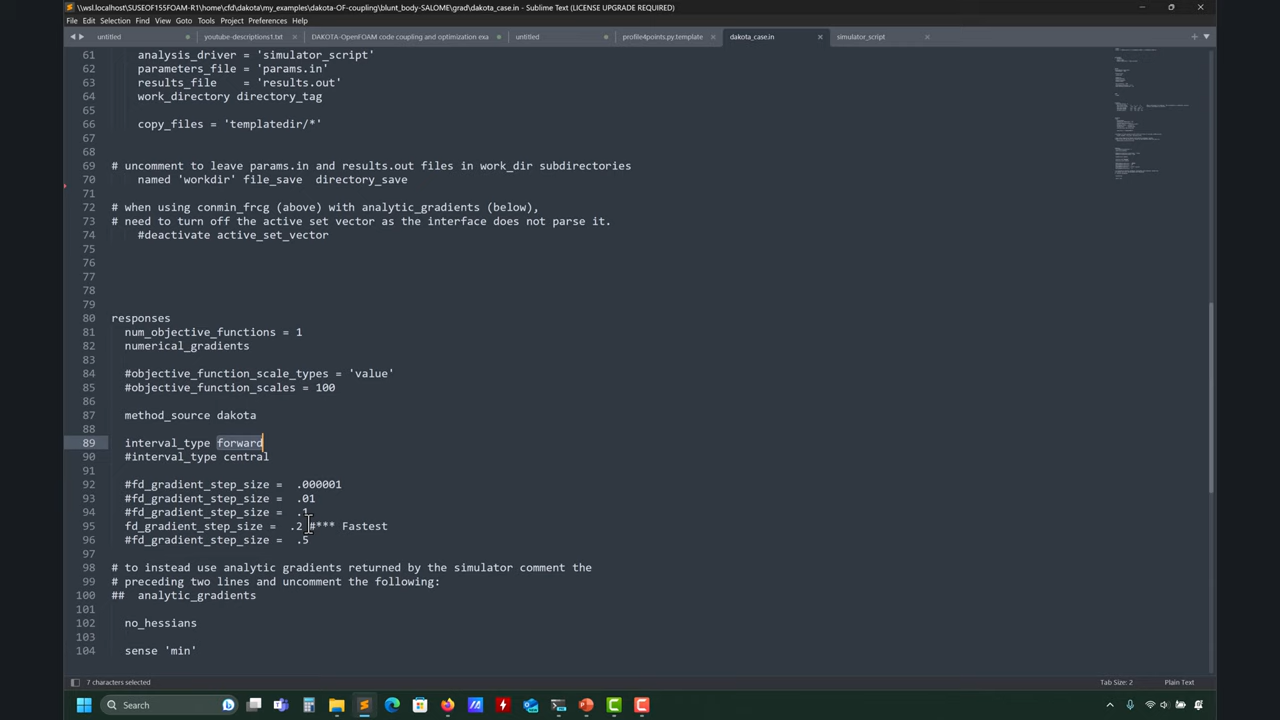 \\wsl.localhost\SUSEOF155FOAM-R1\home\cfd\dakota\my_examples\dakota-OF-coupling\blunt_body-SALOME\grad\dakota_case.in - Sublime Text (LICENSE UPGRADE REQUIRED)
File Edit Selection Find View Goto Tools Project Preferences Help
untitled youtube-descriptions1.txt DAKOTA-OpenFOAM code coupling and optimization exa untitled profile4points.py.template dakota_case.in simulator_script
61 analysis_driver = 'simulator_script'
62 parameters_file = 'params.in'
63 results_file = 'results.out'
64 work_directory directory_tag
65
66 copy_files = 'templatedir/*'
67
68
69 # uncomment to leave params.in and results.out files in work_dir subdirectories
70 named 'workdir' file_save directory_save
71
72 # when using conmin_frcg (above) with analytic_gradients (below),
73 # need to turn off the active set vector as the interface does not parse it.
74 #deactivate active_set_vector
75
76
77
78
79
80 responses
81 num_objective_functions = 1
82 numerical_gradients
83
84 #objective_function_scale_types = 'value'
85 #objective_function_scales = 100
86
87 method_source dakota
88
89 interval_type forward
90 #interval_type central
91
92 #fd_gradient_step_size = .000001
93 #fd_gradient_step_size = .01
94 #fd_gradient_step_size = .1
95 fd_gradient_step_size = .2 #*** Fastest
96 #fd_gradient_step_size = .5
97
98 # to instead use analytic gradients returned by the simulator comment the
99 # preceding two lines and uncomment the following:
100 ## analytic_gradients
101
102 no_hessians
103
104 sense 'min'
7 characters selected Tab Size: 2 Plain Text
Search